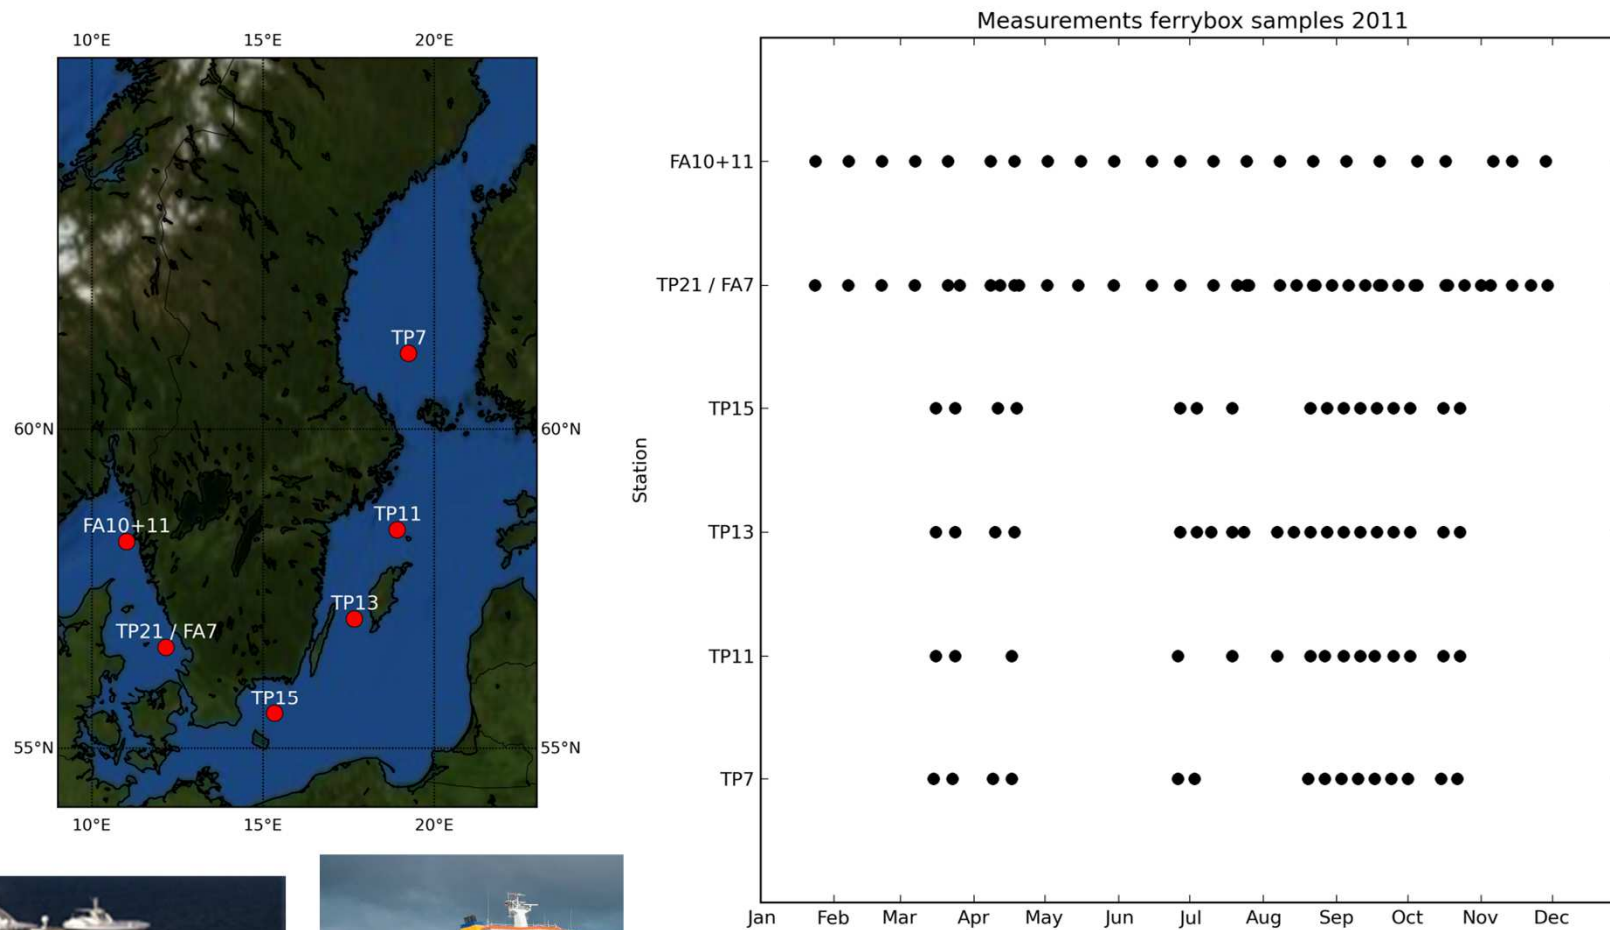 10°E 15°E 20°E
TP7
60°N 60°N
TP11
FA10+11
TP13
TP21 / FA7
TP15
55°N 55°N
10°E 15°E 20°E
Measurements ferrybox samples 2011
Station
FA10+11
TP21 / FA7
TP15
TP13
TP11
TP7
Jan Feb Mar Apr May Jun Jul Aug Sep Oct Nov Dec